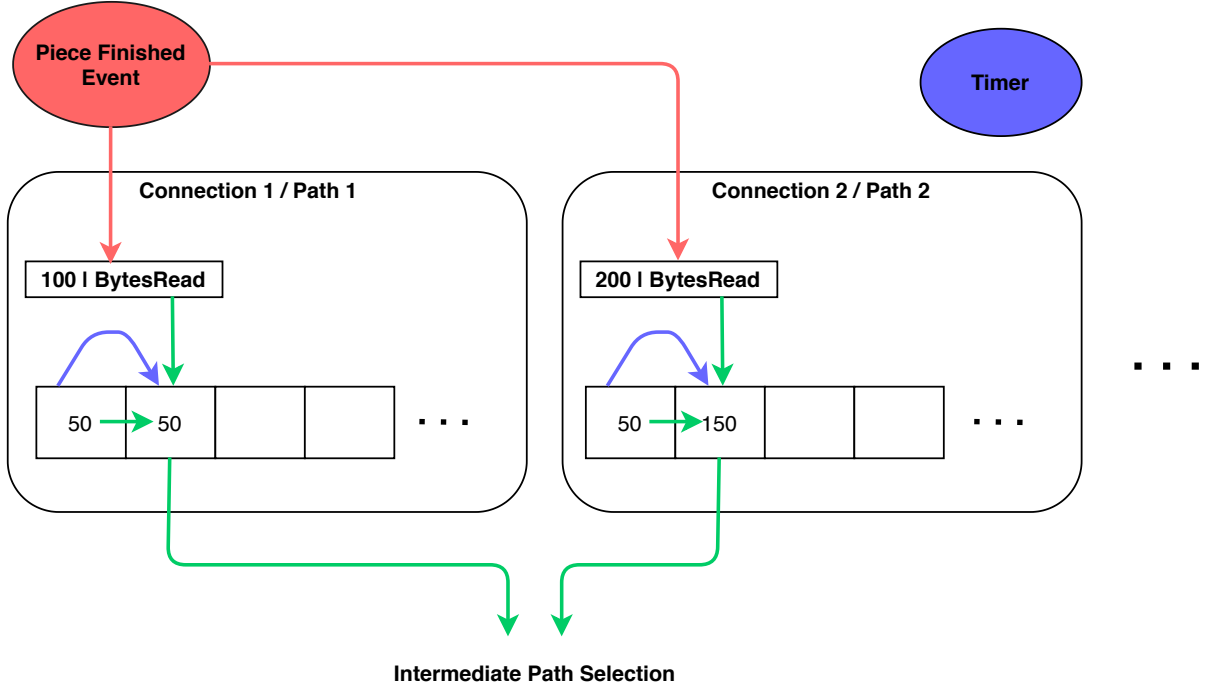 Piece Finished
Event
Timer
Connection 1 / Path 1
Connection 2 / Path 2
100 | BytesRead
200 | BytesRead
50 50 . . .
50 150 . . .
. . .
Intermediate Path Selection